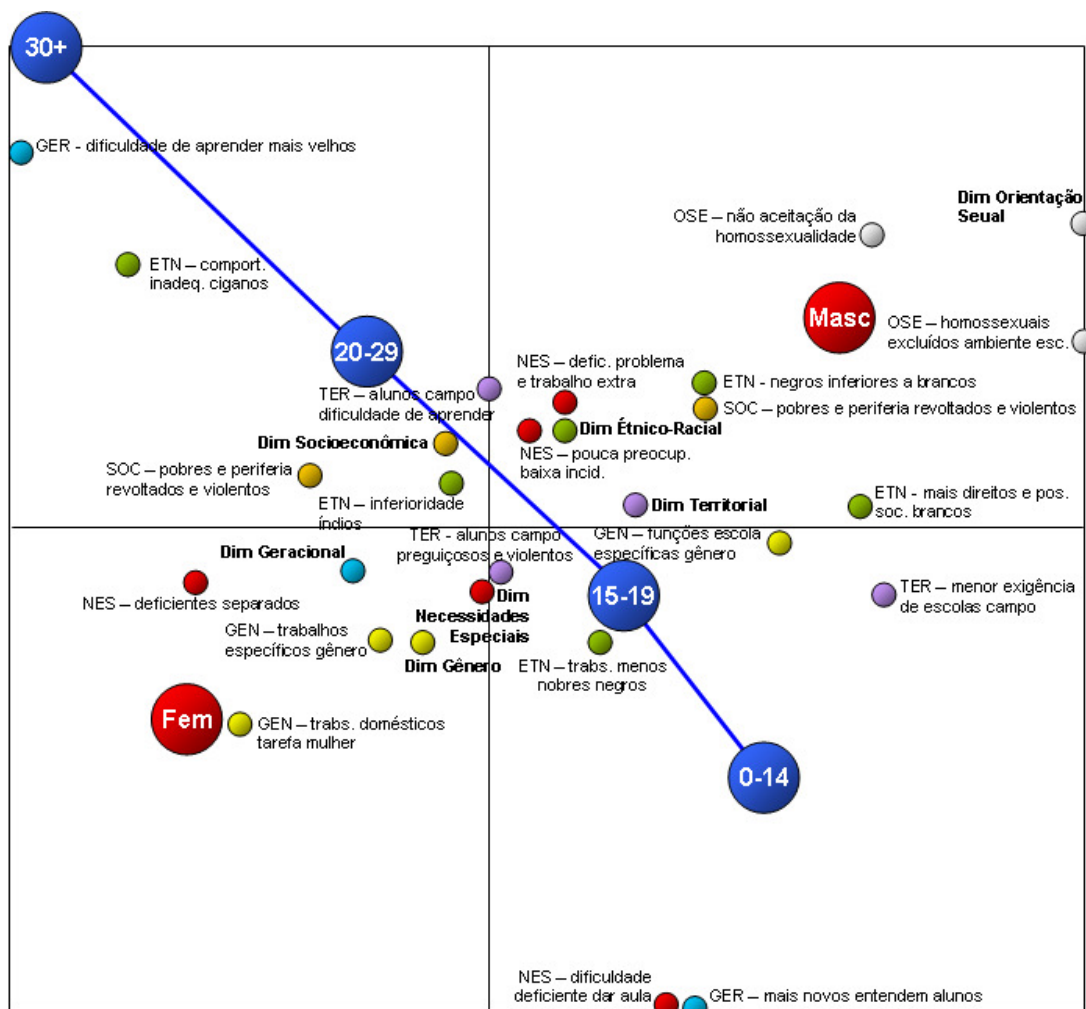 30+
GER - dificuldade de aprender mais velhos
Dim Orientação
Seual
OSE – não aceitação da
homossexualidade
ETN – comport.
inadeq. ciganos
Masc
OSE – homossexuais
excluídos ambiente esc.
20-29
NES – defic. problema
e trabalho extra
TER – alunos campo
dificuldade de aprender
ETN - negros inferiores a brancos
SOC – pobres e periferia revoltados e violentos
Dim Socioeconômica
Dim Étnico-Racial
NES – pouca preocup.
baixa incid.
SOC – pobres e periferia
revoltados e violentos
ETN – inferioridade
índios
Dim Territorial
ETN - mais direitos e pos.
soc. brancos
TER - alunos campo
preguiçosos e violentos
GEN – funções escola
específicas gênero
Dim Geracional
NES – deficientes separados
Dim
Necessidades
Especiais
15-19
TER – menor exigência
de escolas campo
GEN – trabalhos
específicos gênero
Dim Gênero
ETN – trabs. menos
nobres negros
Fem
GEN – trabs. domésticos
tarefa mulher
0-14
NES – dificuldade
deficiente dar aula
GER – mais novos entendem alunos